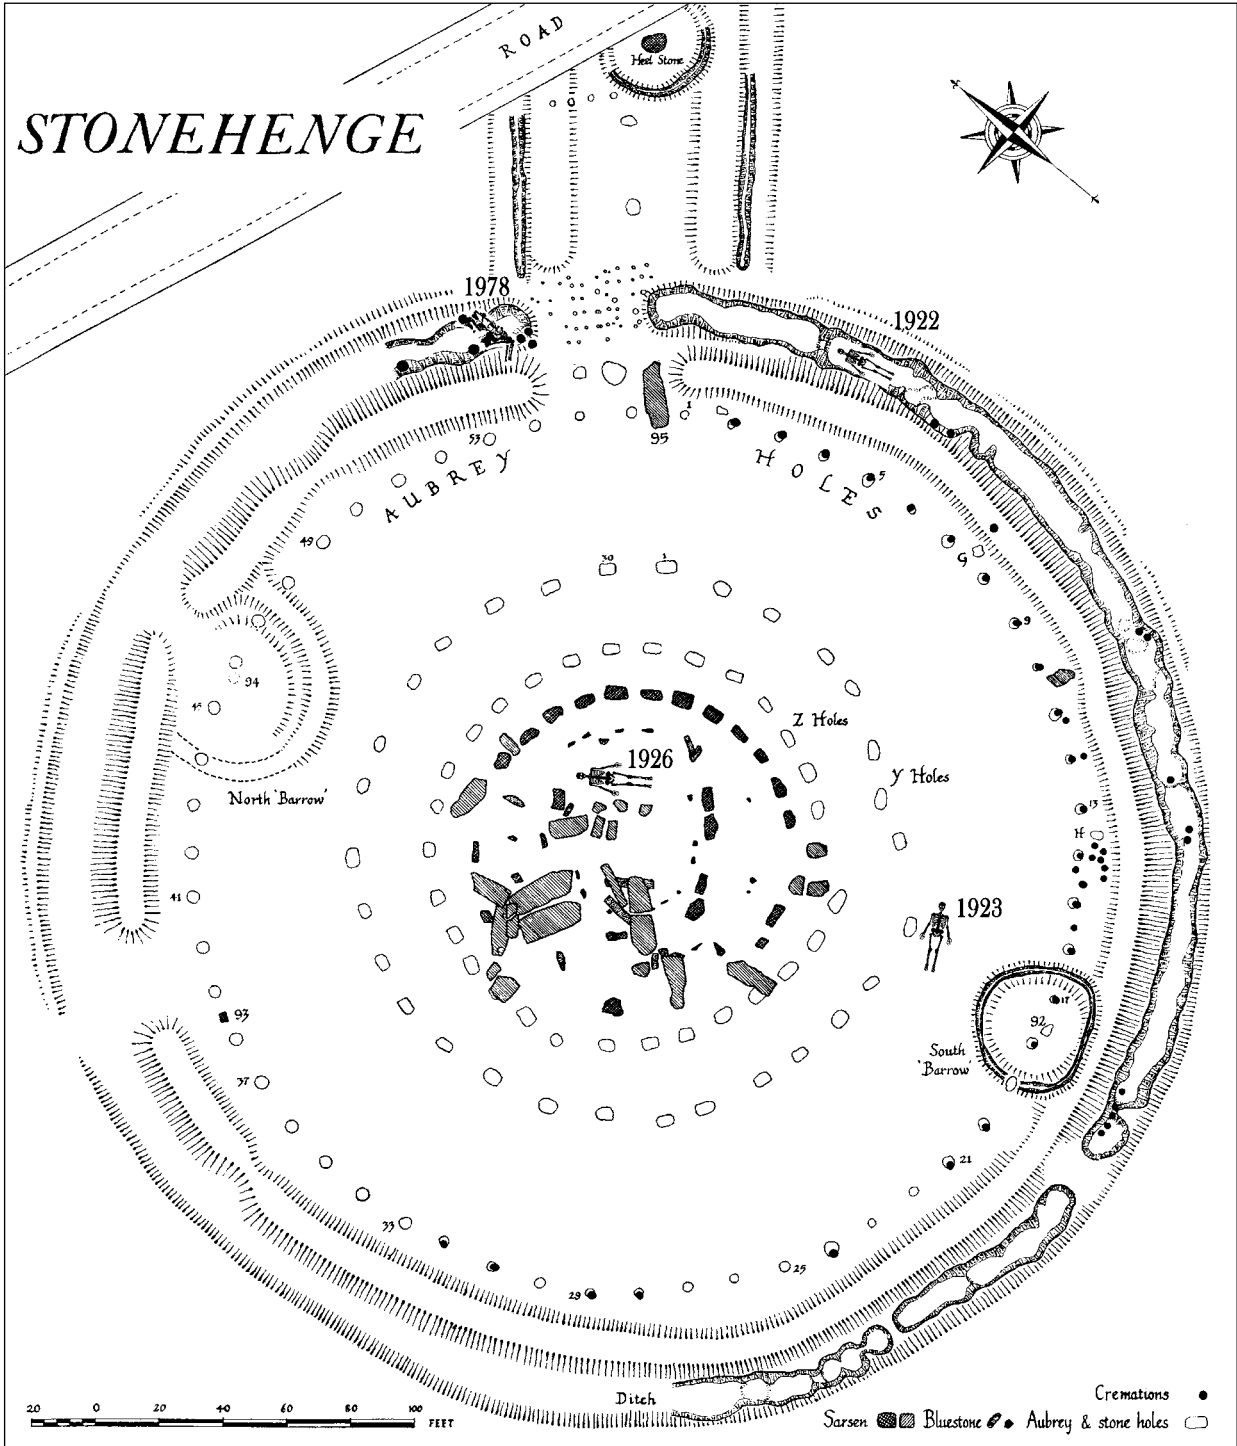 ROAD
Heel Stone
STONEHENGE
N
1978
1922
1
95
53
AUBREY
HOLES
5
49
G
30
1
9
94
45
Z Holes
1926
Y Holes
North 'Barrow'
13
H
41
1923
17
92
93
South
'Barrow'
37
21
33
25
29
Ditch
Cremations
20 0 20 40 60 80 100 FEET
Sarsen Bluestone Aubrey & stone holes